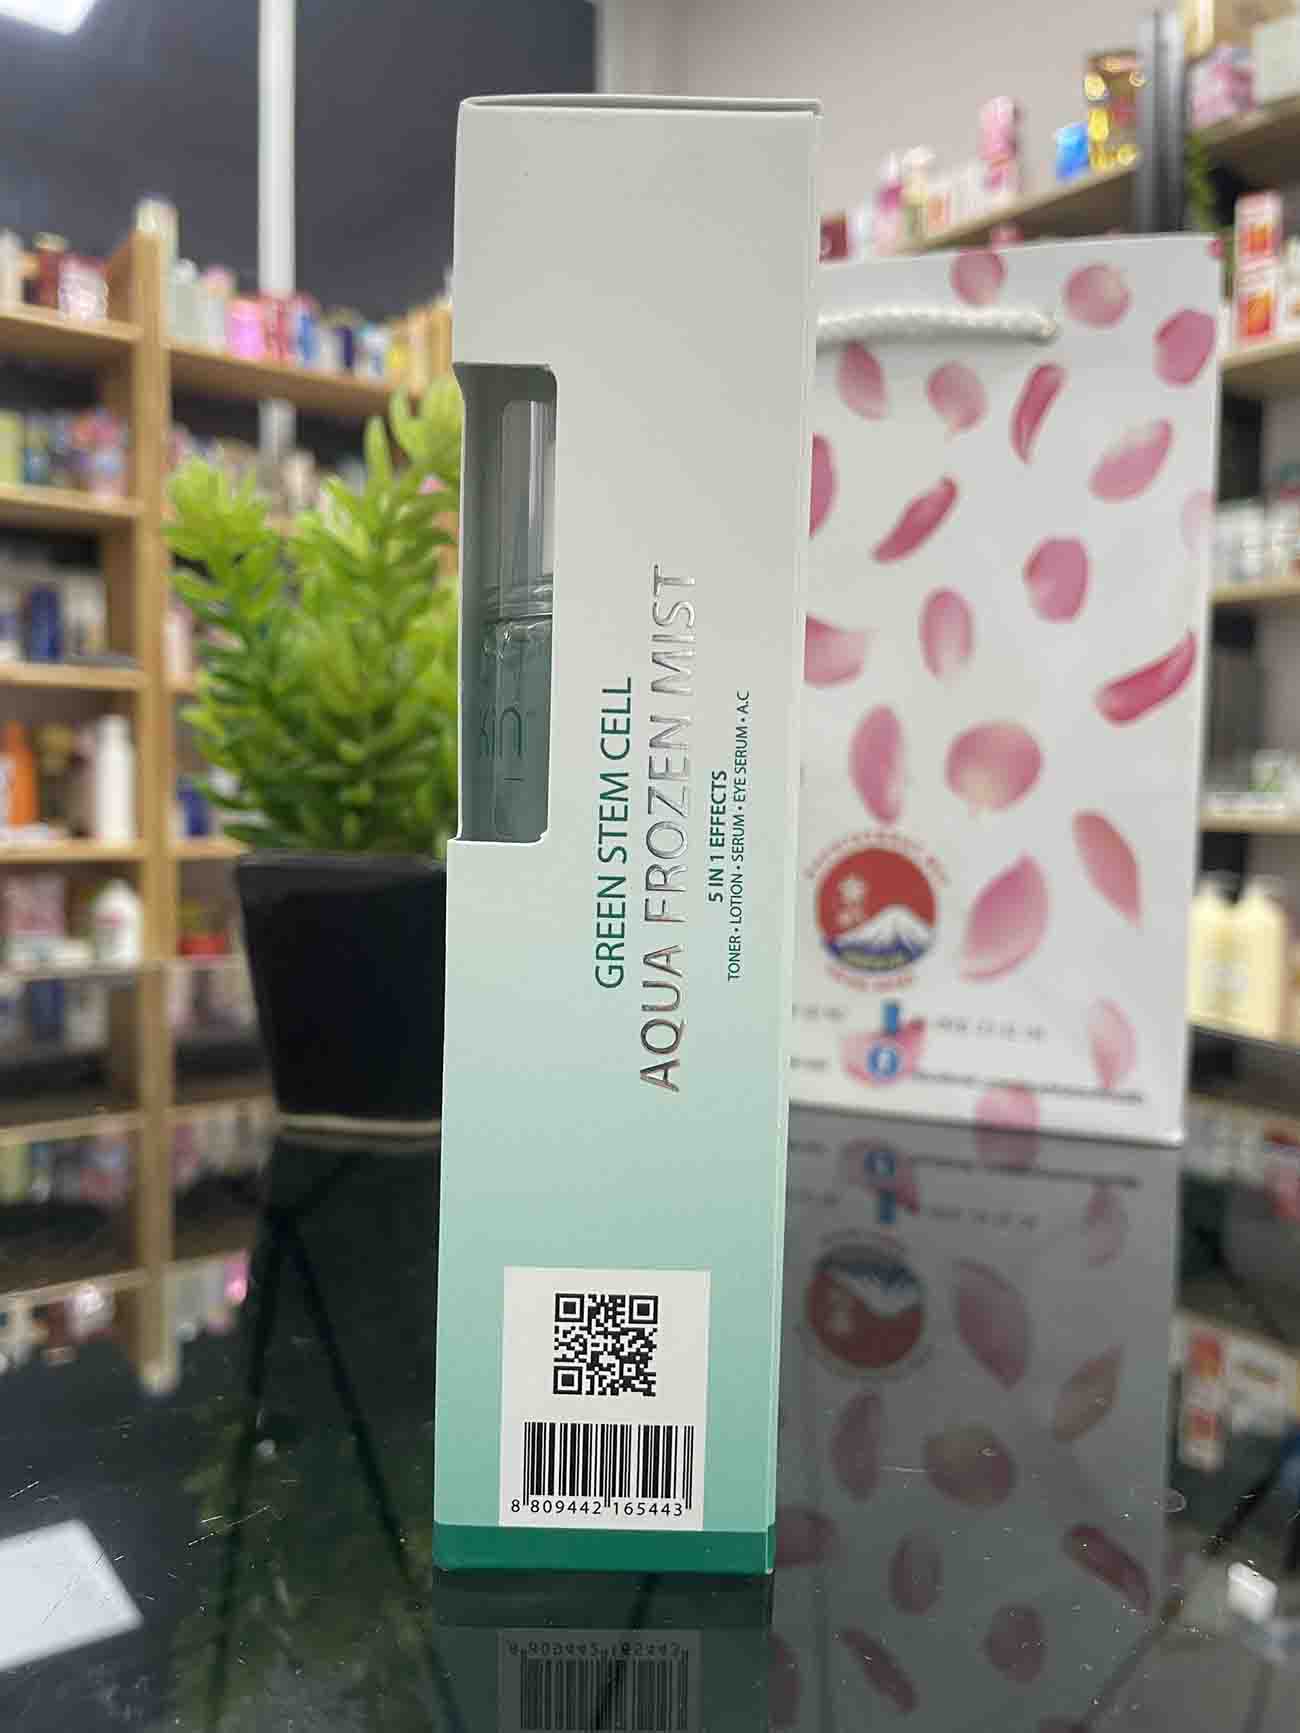 GREEN STEM CELL
AQUA FROZEN MIST
5 IN 1 EFFECTS
TONER • LOTION • SERUM • EYE SERUM • A.C
8 809442 165443